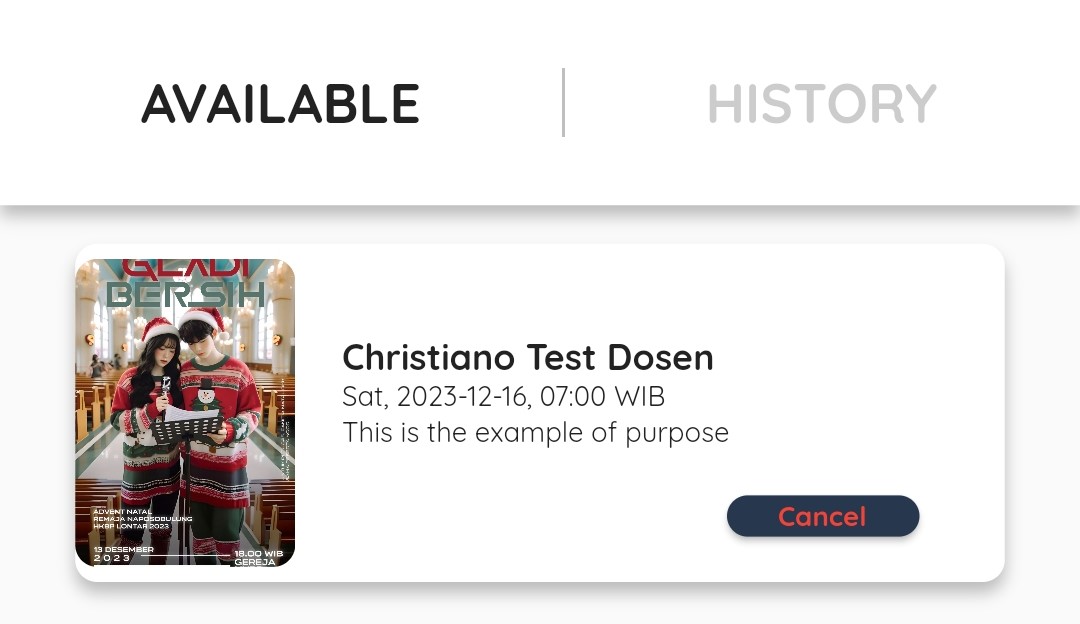 AVAILABLE
HISTORY
GLADI
BERSIH
ADVENT NATAL
REMAJA NAPOSOBULUNG
HKBP LONTAR 2023
13 DESEMBER
2023
18.00 WIB
GEREJA
Christiano Test Dosen
Sat, 2023-12-16, 07:00 WIB
This is the example of purpose
Cancel